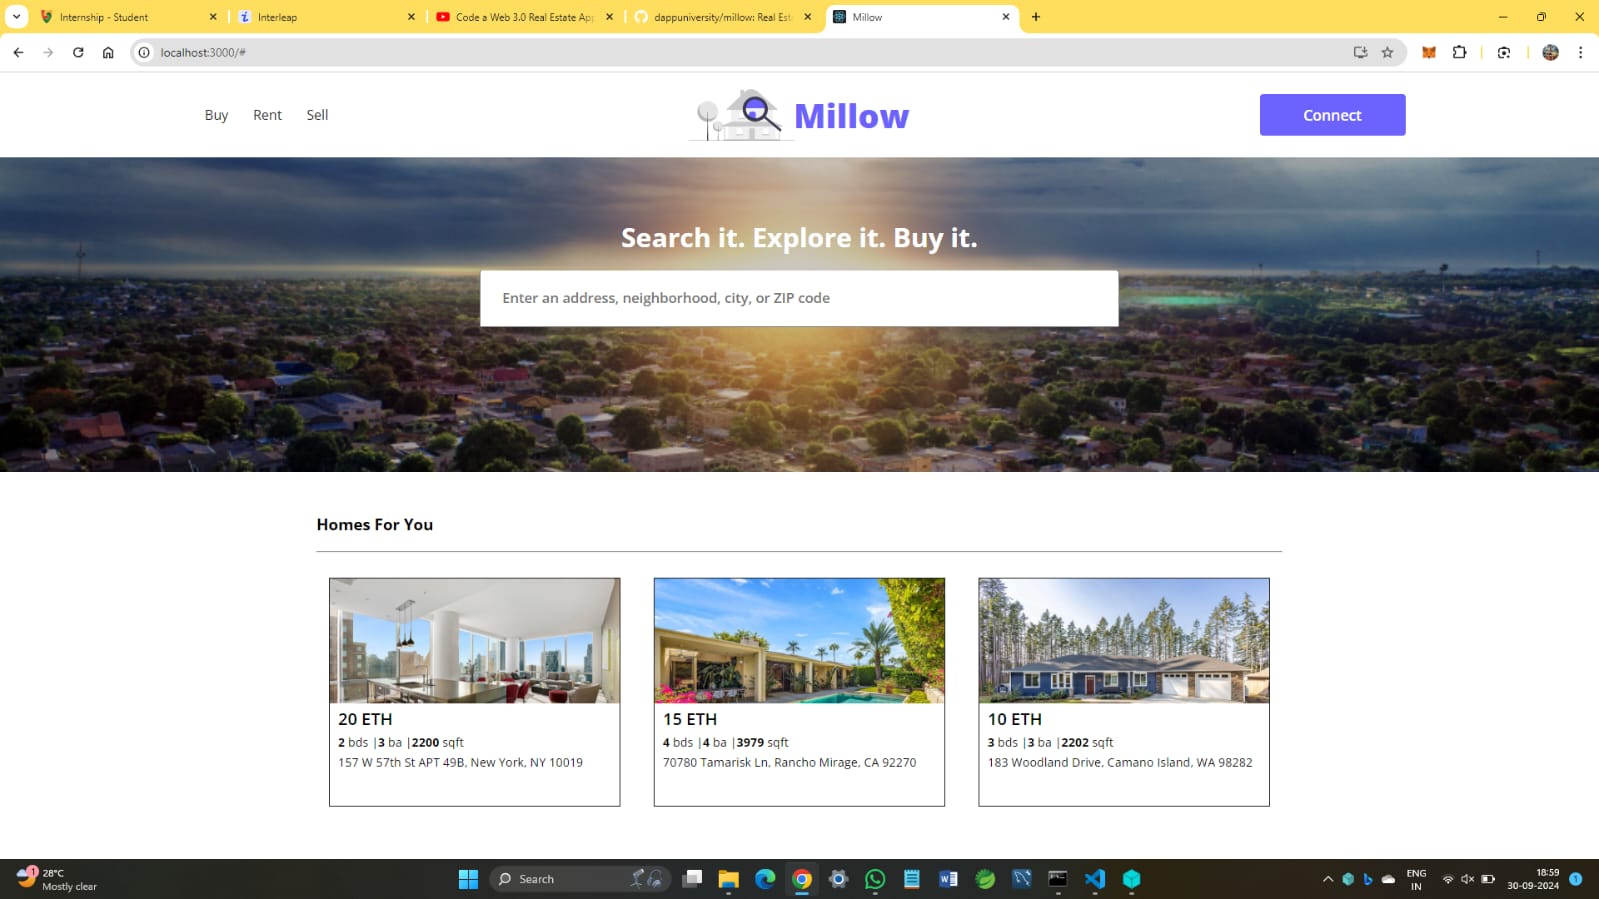 Internship - Student
Interleap
Code a Web 3.0 Real Estate App
dappuniversity/millow: Real Esta
Millow
localhost:3000/#
Buy Rent Sell
Millow
Connect
Search it. Explore it. Buy it.
Enter an address, neighborhood, city, or ZIP code
Homes For You
20 ETH
2 bds |3 ba |2200 sqft
157 W 57th St APT 49B, New York, NY 10019
15 ETH
4 bds |4 ba |3979 sqft
70780 Tamarisk Ln, Rancho Mirage, CA 92270
10 ETH
3 bds |3 ba |2202 sqft
183 Woodland Drive, Camano Island, WA 98282
1
28°C
Mostly clear
Search
ENG
IN
18:59
30-09-2024
1